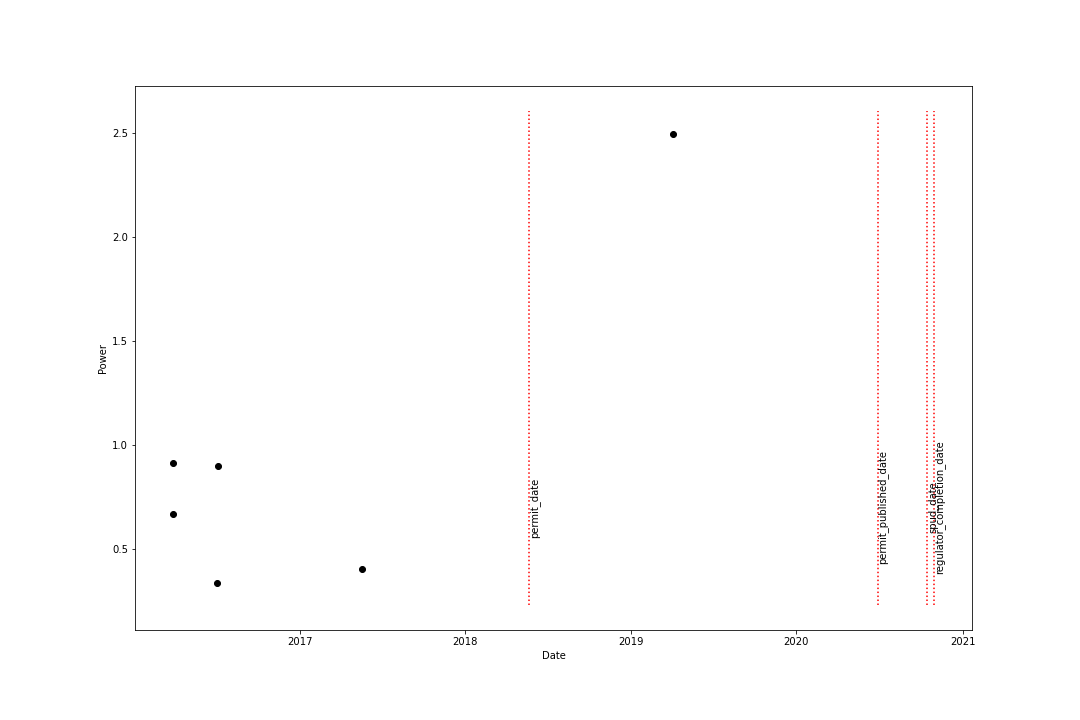 2.5
2.0
1.5
1.0
0.5
Power
permit_date
permit_published_date
spud_date
regulator_completion_date
2017
2018
2019
2020
2021
Date